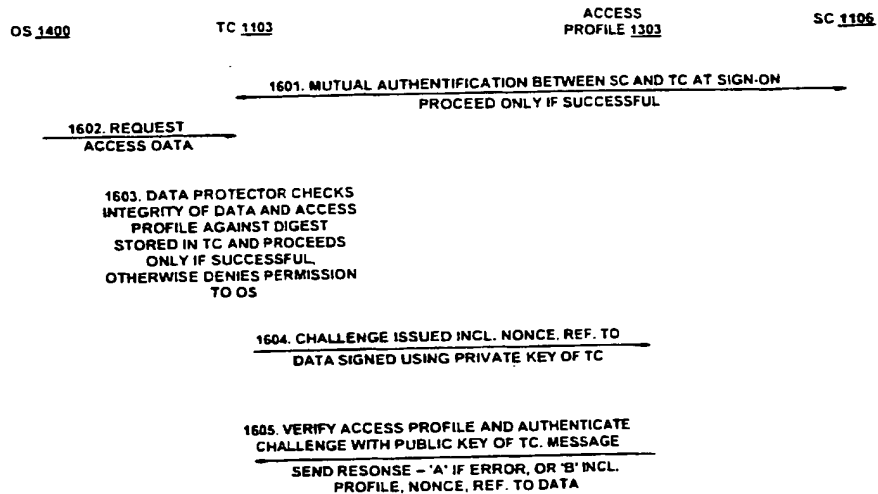 OS 1400
TC 1103
ACCESS
PROFILE 1303
SC 1106
1601. MUTUAL AUTHENTIFICATION BETWEEN SC AND TC AT SIGN-ON
PROCEED ONLY IF SUCCESSFUL
1602. REQUEST
ACCESS DATA
1603. DATA PROTECTOR CHECKS
INTEGRITY OF DATA AND ACCESS
PROFILE AGAINST DIGEST
STORED IN TC AND PROCEEDS
ONLY IF SUCCESSFUL,
OTHERWISE DENIES PERMISSION
TO OS
1604. CHALLENGE ISSUED INCL. NONCE, REF. TO
DATA SIGNED USING PRIVATE KEY OF TC
1605. VERIFY ACCESS PROFILE AND AUTHENTICATE
CHALLENGE WITH PUBLIC KEY OF TC. MESSAGE
SEND RESONSE – 'A' IF ERROR, OR 'B' INCL.
PROFILE, NONCE, REF. TO DATA